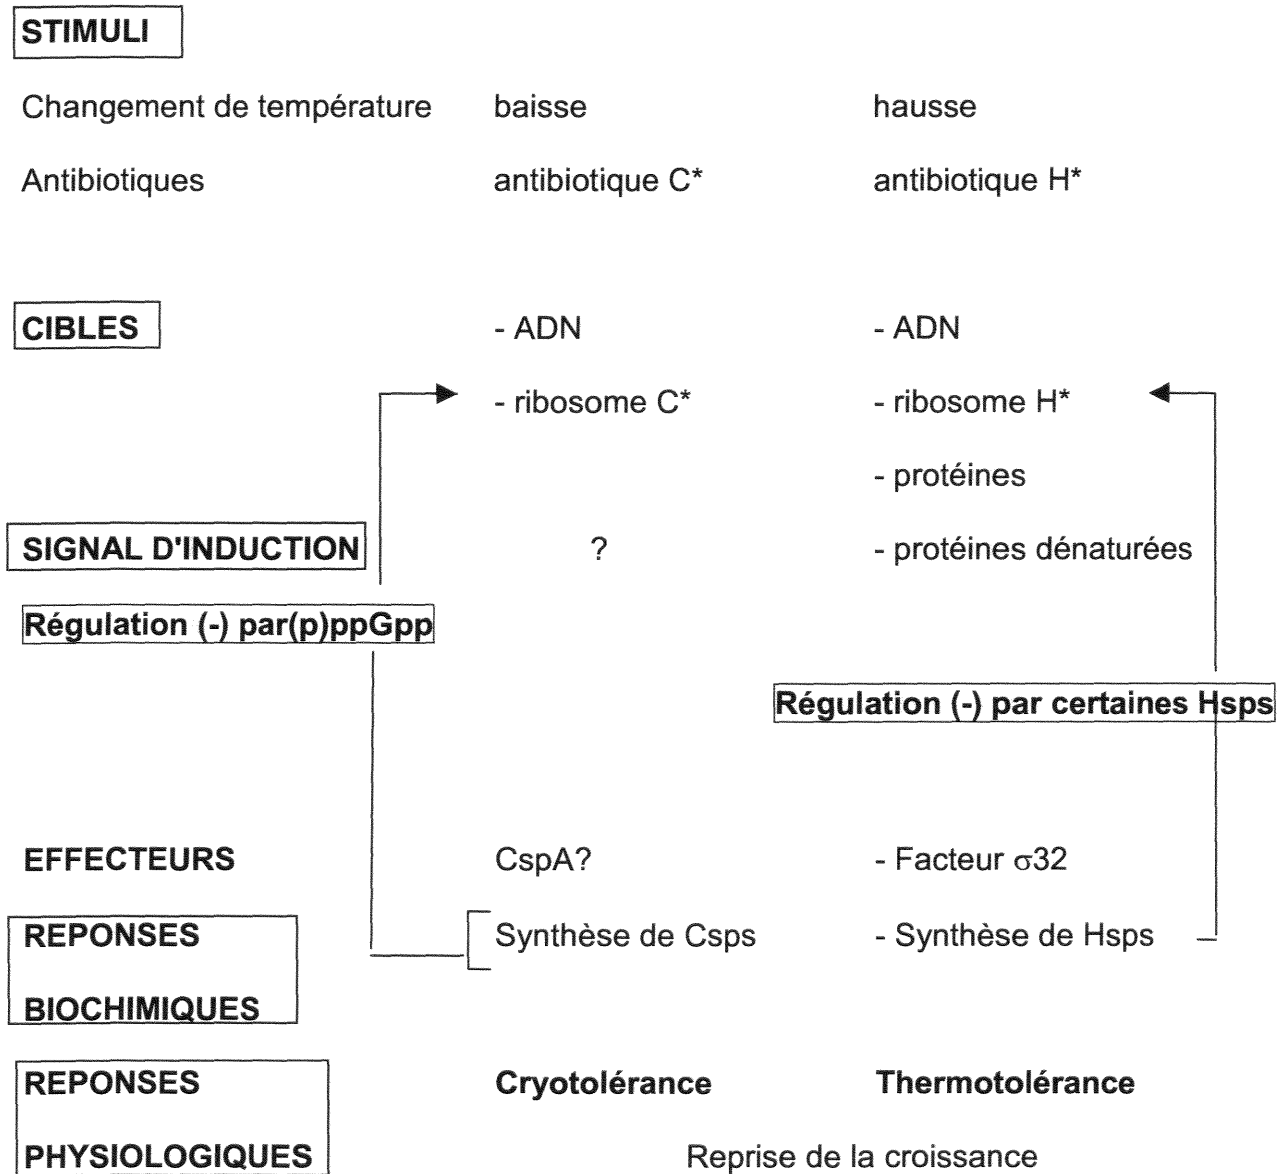 STIMULI
Changement de température baisse hausse
Antibiotiques antibiotique C* antibiotique H*
CIBLES - ADN - ADN
- ribosome C* - ribosome H*
- protéines
SIGNAL D'INDUCTION ? - protéines dénaturées
Régulation (-) par(p)ppGpp
Régulation (-) par certaines Hsps
EFFECTEURS CspA? - Facteur σ32
REPONSES Synthèse de Csps - Synthèse de Hsps
BIOCHIMIQUES
REPONSES Cryotolérance Thermotolérance
PHYSIOLOGIQUES Reprise de la croissance